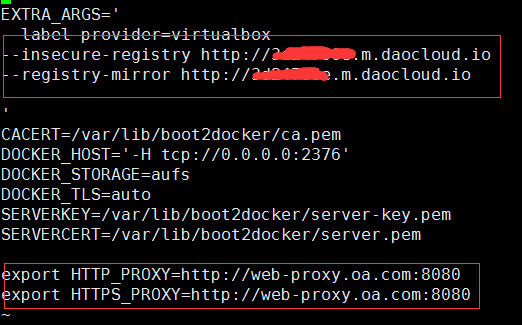 EXTRA_ARGS='
label provider=virtualbox
--insecure-registry http:// .m.daocloud.io
--registry-mirror http:// .m.daocloud.io
'
CACERT=/var/lib/boot2docker/ca.pem
DOCKER_HOST='-H tcp://0.0.0.0:2376'
DOCKER_STORAGE=aufs
DOCKER_TLS=auto
SERVERKEY=/var/lib/boot2docker/server-key.pem
SERVERCERT=/var/lib/boot2docker/server.pem
export HTTP_PROXY=http://web-proxy.oa.com:8080
export HTTPS_PROXY=http://web-proxy.oa.com:8080
~